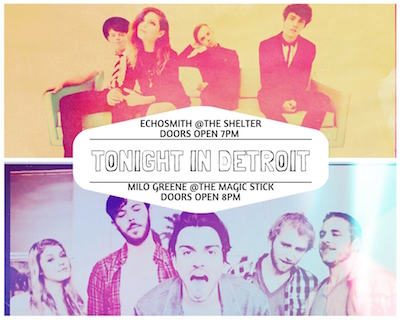 ECHOSMITH @THE SHELTER
DOORS OPEN 7PM
TONIGHT IN DETROIT
MILO GREENE @THE MAGIC STICK
DOORS OPEN 8PM